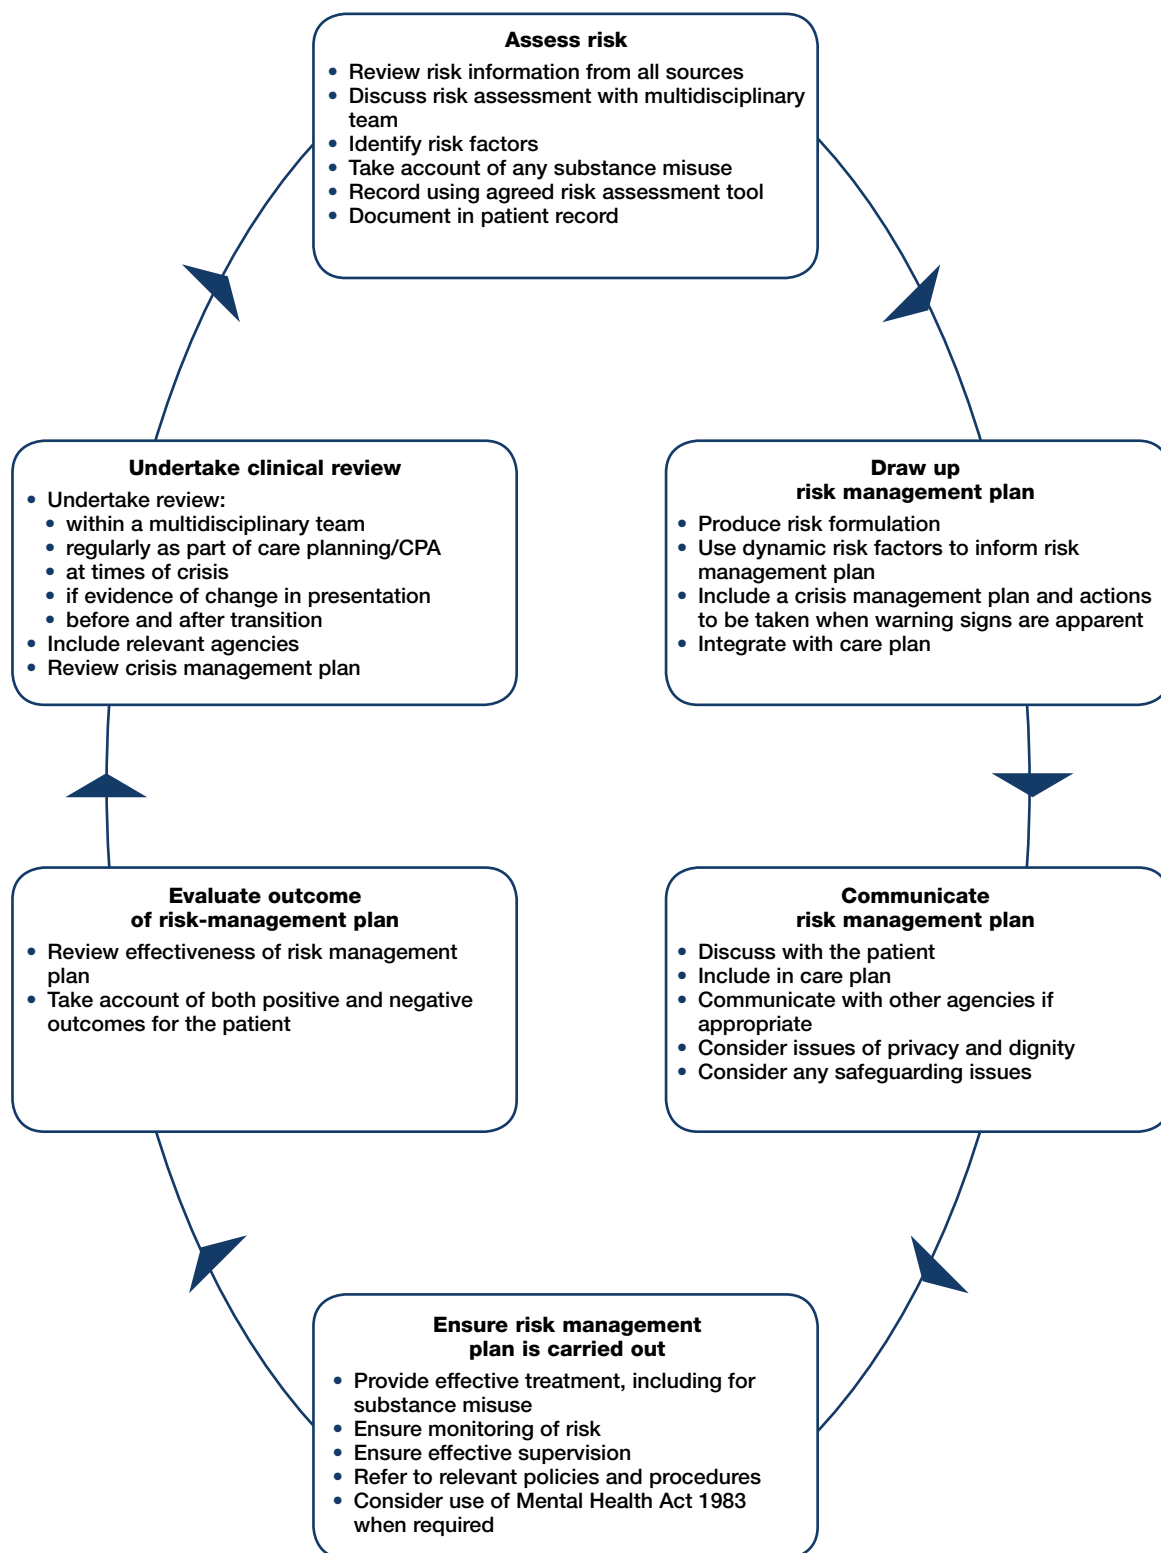 Assess risk
• Review risk information from all sources
• Discuss risk assessment with multidisciplinary
team
• Identify risk factors
• Take account of any substance misuse
• Record using agreed risk assessment tool
• Document in patient record
Draw up
risk management plan
• Produce risk formulation
• Use dynamic risk factors to inform risk
management plan
• Include a crisis management plan and actions
to be taken when warning signs are apparent
• Integrate with care plan
Communicate
risk management plan
• Discuss with the patient
• Include in care plan
• Communicate with other agencies if
appropriate
• Consider issues of privacy and dignity
• Consider any safeguarding issues
Ensure risk management
plan is carried out
• Provide effective treatment, including for
substance misuse
• Ensure monitoring of risk
• Ensure effective supervision
• Refer to relevant policies and procedures
• Consider use of Mental Health Act 1983
when required
Evaluate outcome
of risk-management plan
• Review effectiveness of risk management
plan
• Take account of both positive and negative
outcomes for the patient
Undertake clinical review
• Undertake review:
• within a multidisciplinary team
• regularly as part of care planning/CPA
• at times of crisis
• if evidence of change in presentation
• before and after transition
• Include relevant agencies
• Review crisis management plan